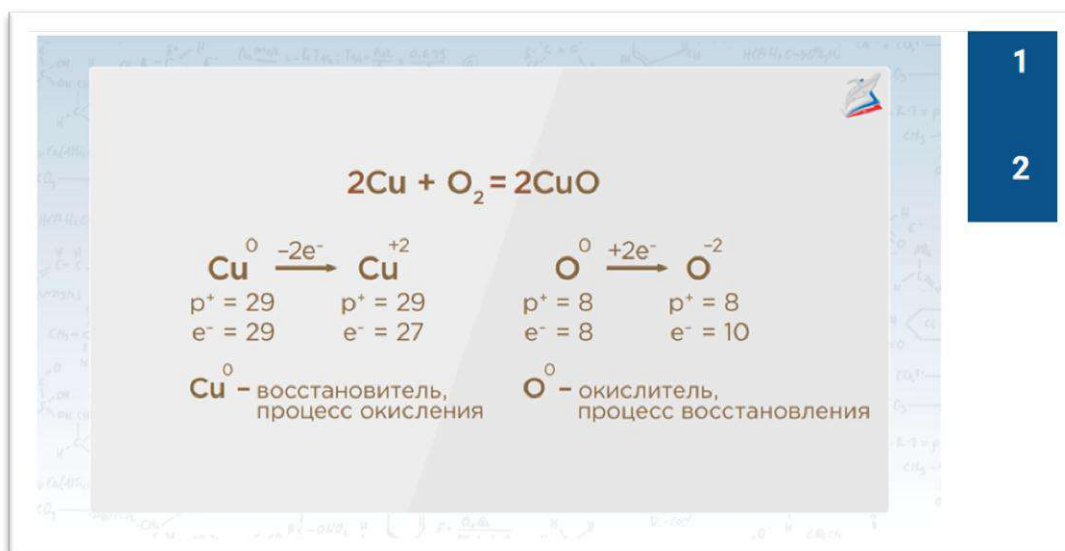 1
2
2Cu + O₂ = 2CuO
Cu⁰ –2e⁻ → Cu⁺² O⁰ +2e⁻ → O⁻²
p⁺ = 29 p⁺ = 29 p⁺ = 8 p⁺ = 8
e⁻ = 29 e⁻ = 27 e⁻ = 8 e⁻ = 10
Cu⁰ – восстановитель,
процесс окисления
O⁰ – окислитель,
процесс восстановления